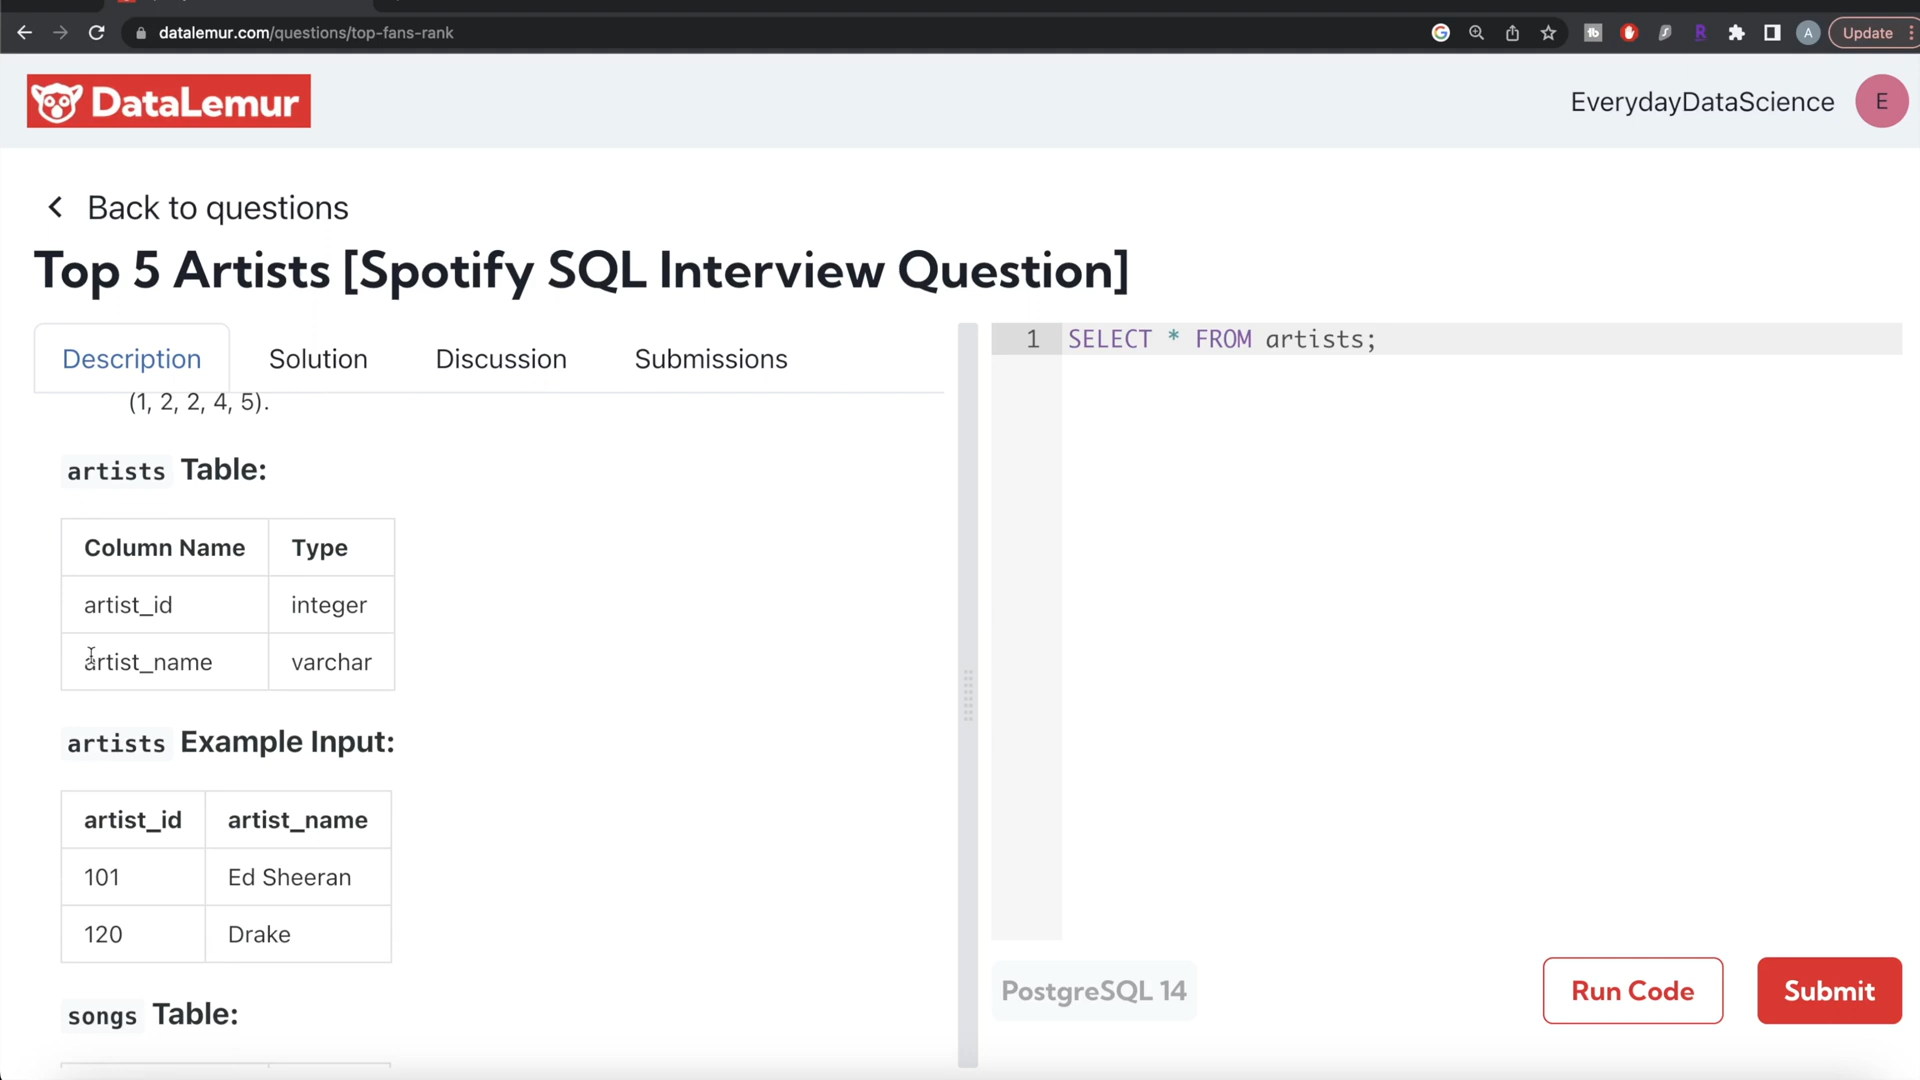 datalemur.com/questions/top-fans-rank
tb
R
A
Update
DataLemur
EverydayDataScience
E
Back to questions
Top 5 Artists [Spotify SQL Interview Question]
Description
Solution
Discussion
Submissions
(1, 2, 2, 4, 5).
artists Table:
Column Name Type
artist_id integer
artist_name varchar
artists Example Input:
artist_id artist_name
101 Ed Sheeran
120 Drake
songs Table:
1 SELECT * FROM artists;
PostgreSQL 14
Run Code
Submit